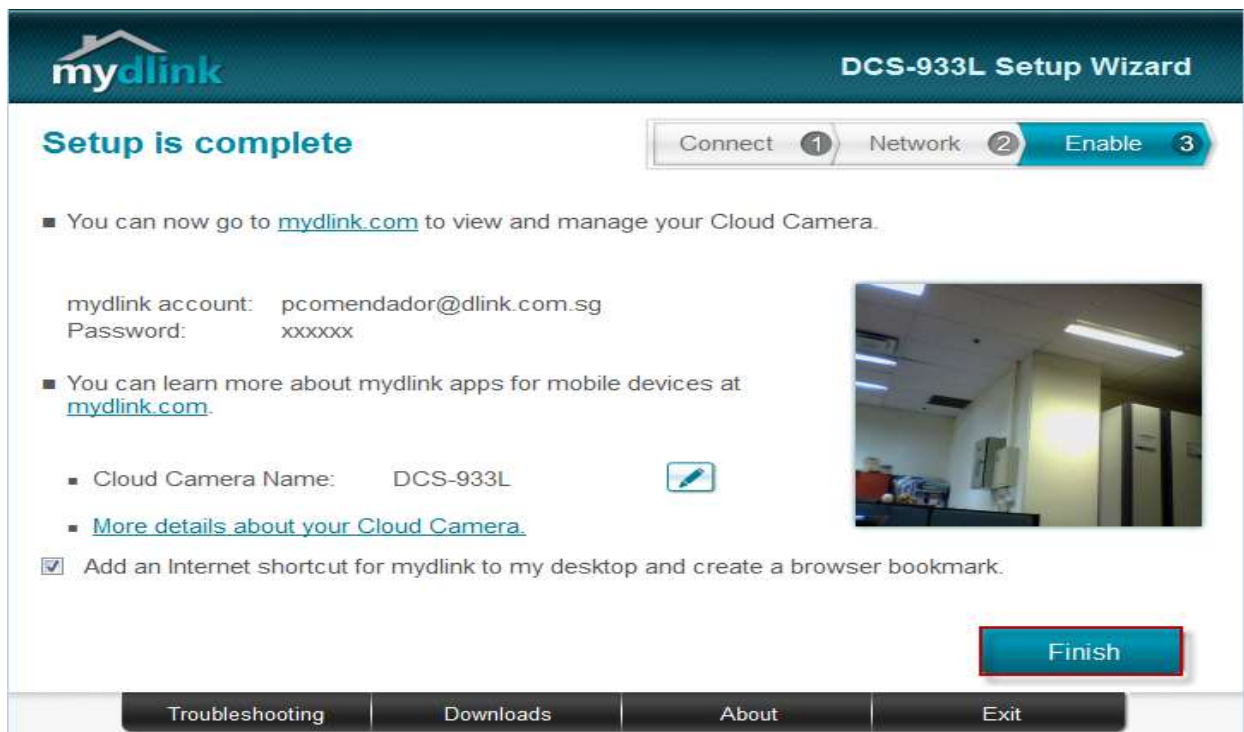 mydlink
DCS-933L Setup Wizard
Setup is complete
Connect 1 Network 2 Enable 3
You can now go to mydlink.com to view and manage your Cloud Camera.
mydlink account: pcomendador@dlink.com.sg
Password: xxxxxx
You can learn more about mydlink apps for mobile devices at
mydlink.com.
Cloud Camera Name: DCS-933L
More details about your Cloud Camera.
Add an Internet shortcut for mydlink to my desktop and create a browser bookmark.
Finish
Troubleshooting Downloads About Exit